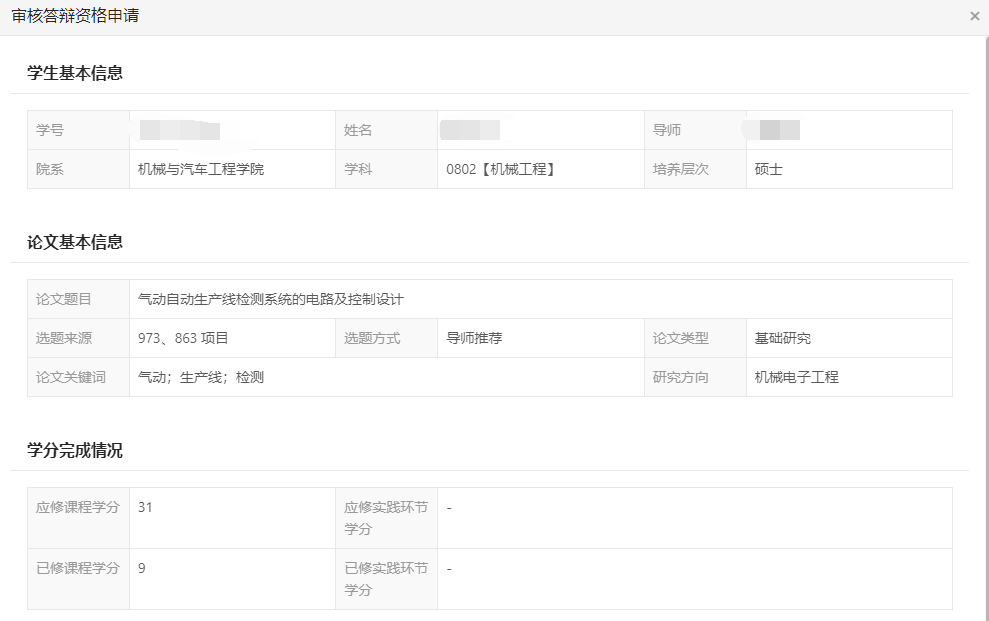 审核答辩资格申请 ×
学生基本信息
学号 姓名 导师
院系 机械与汽车工程学院 学科 0802【机械工程】 培养层次 硕士
论文基本信息
论文题目 气动自动生产线检测系统的电路及控制设计
选题来源 973、863 项目 选题方式 导师推荐 论文类型 基础研究
论文关键词 气动；生产线；检测 研究方向 机械电子工程
学分完成情况
应修课程学分 31 应修实践环节 -
学分
已修课程学分 9 已修实践环节 -
学分